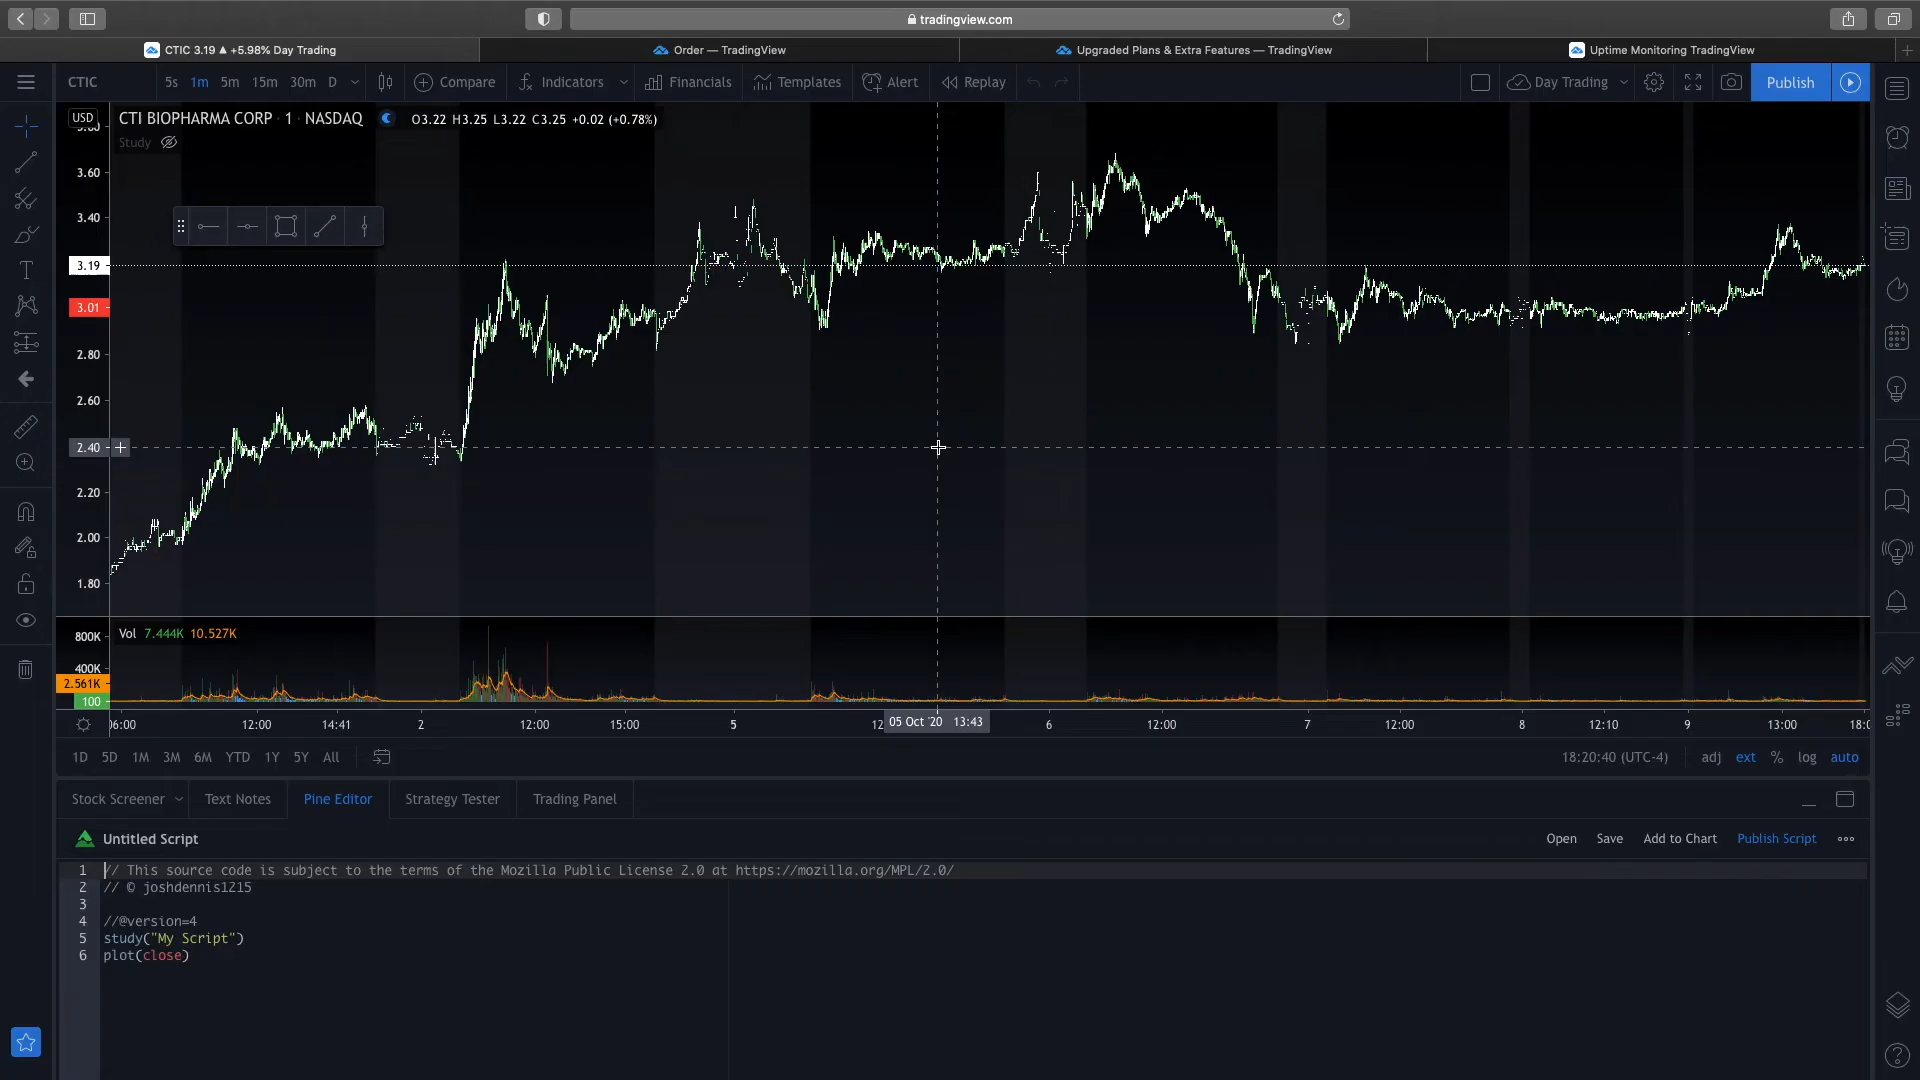 tradingview.com
CTIC 3.19 ▲ +5.98% Day Trading
Order — TradingView
Upgraded Plans & Extra Features — TradingView
Uptime Monitoring TradingView
CTIC 5s 1m 5m 15m 30m D Compare Indicators Financials Templates Alert Replay Day Trading Publish
USD CTI BIOPHARMA CORP · 1 · NASDAQ O3.22 H3.25 L3.22 C3.25 +0.02 (+0.78%)
Study
3.60
3.40
3.19
3.01
2.80
2.60
2.40
2.20
2.00
1.80
Vol 7.444K 10.527K
800K
400K
2.561K
100
06:00 12:00 14:41 2 12:00 15:00 5 05 Oct '20 13:43 6 12:00 7 12:00 8 12:10 9 13:00
1D 5D 1M 3M 6M YTD 1Y 5Y All 18:20:40 (UTC-4) adj ext % log auto
Stock Screener Text Notes Pine Editor Strategy Tester Trading Panel
Untitled Script Open Save Add to Chart Publish Script
1 // This source code is subject to the terms of the Mozilla Public License 2.0 at https://mozilla.org/MPL/2.0/
2 // © joshdennis1215
3
4 //@version=4
5 study("My Script")
6 plot(close)